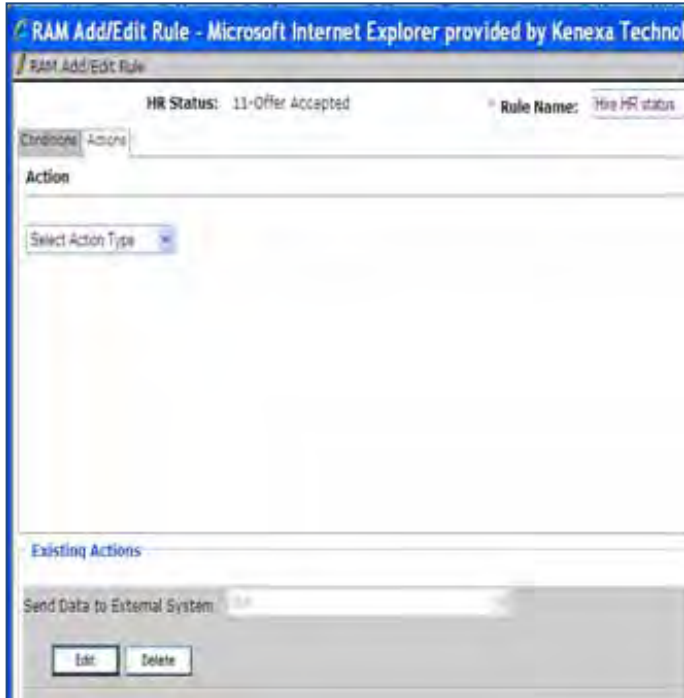 RAM Add/Edit Rule - Microsoft Internet Explorer provided by Kenexa Technol
RAM Add/Edit Rule
HR Status: 11-Offer Accepted * Rule Name: Hire HR status
Conditions Actions
Action
Select Action Type
Existing Actions
Send Data to External System
Edit Delete